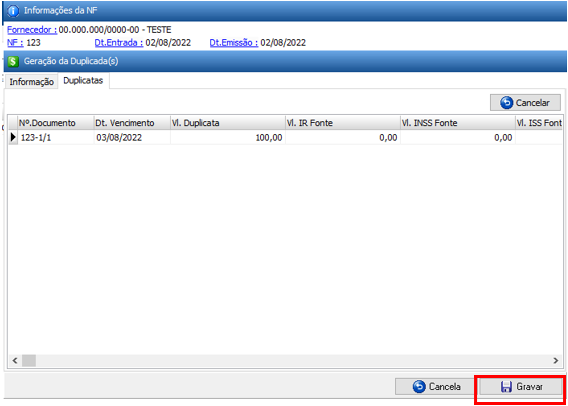 Informações da NF
Fornecedor : 00.000.000/0000-00 - TESTE
NF : 123 Dt.Entrada : 02/08/2022 Dt.Emissão : 02/08/2022
Geração da Duplicada(s)
Informação Duplicatas
Cancelar
Nº.Documento Dt. Vencimento Vl. Duplicata Vl. IR Fonte Vl. INSS Fonte Vl. ISS Font
123-1/1 03/08/2022 100,00 0,00 0,00
Cancela Gravar